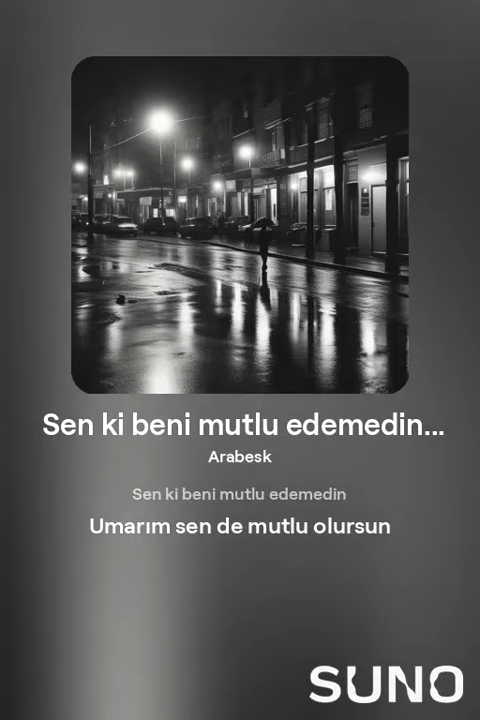 Sen ki beni mutlu edemedin...
Arabesk
Sen ki beni mutlu edemedin
Umarım sen de mutlu olursun
SUNO